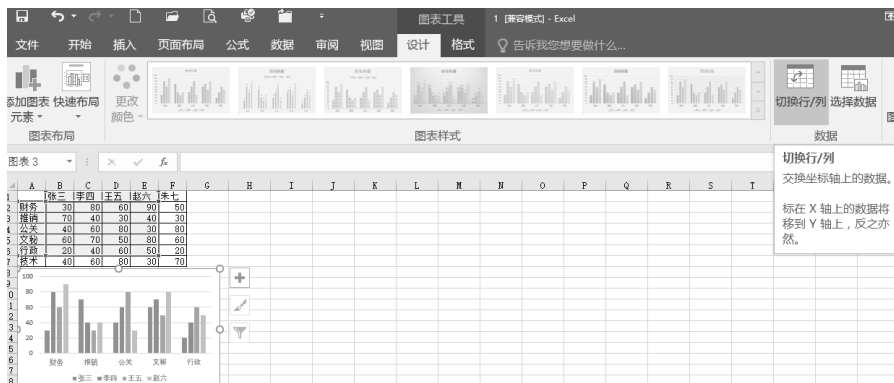 图表工具 1 [兼容模式] - Excel
文件 开始 插入 页面布局 公式 数据 审阅 视图 设计 格式 告诉我您想要做什么...
添加图表 快速布局 更改 切换行/列 选择数据
元素 颜色
图表布局 图表样式 数据
图表 3 fx
切换行/列
交换坐标轴上的数据。
标在 X 轴上的数据将
移到 Y 轴上，反之亦
然。
A B C D E F G H I J K L M N O P Q R S T
张三 李四 王五 赵六 朱七
2 财务 30 80 60 90 50
3 推销 70 40 30 40 30
4 公关 40 60 80 30 80
5 文秘 60 70 50 80 60
6 行政 20 40 60 50 20
7 技术 40 60 80 30 70
100
80
60
40
20
0
财务 推销 公关 文秘 行政
张三 李四 王五 赵六